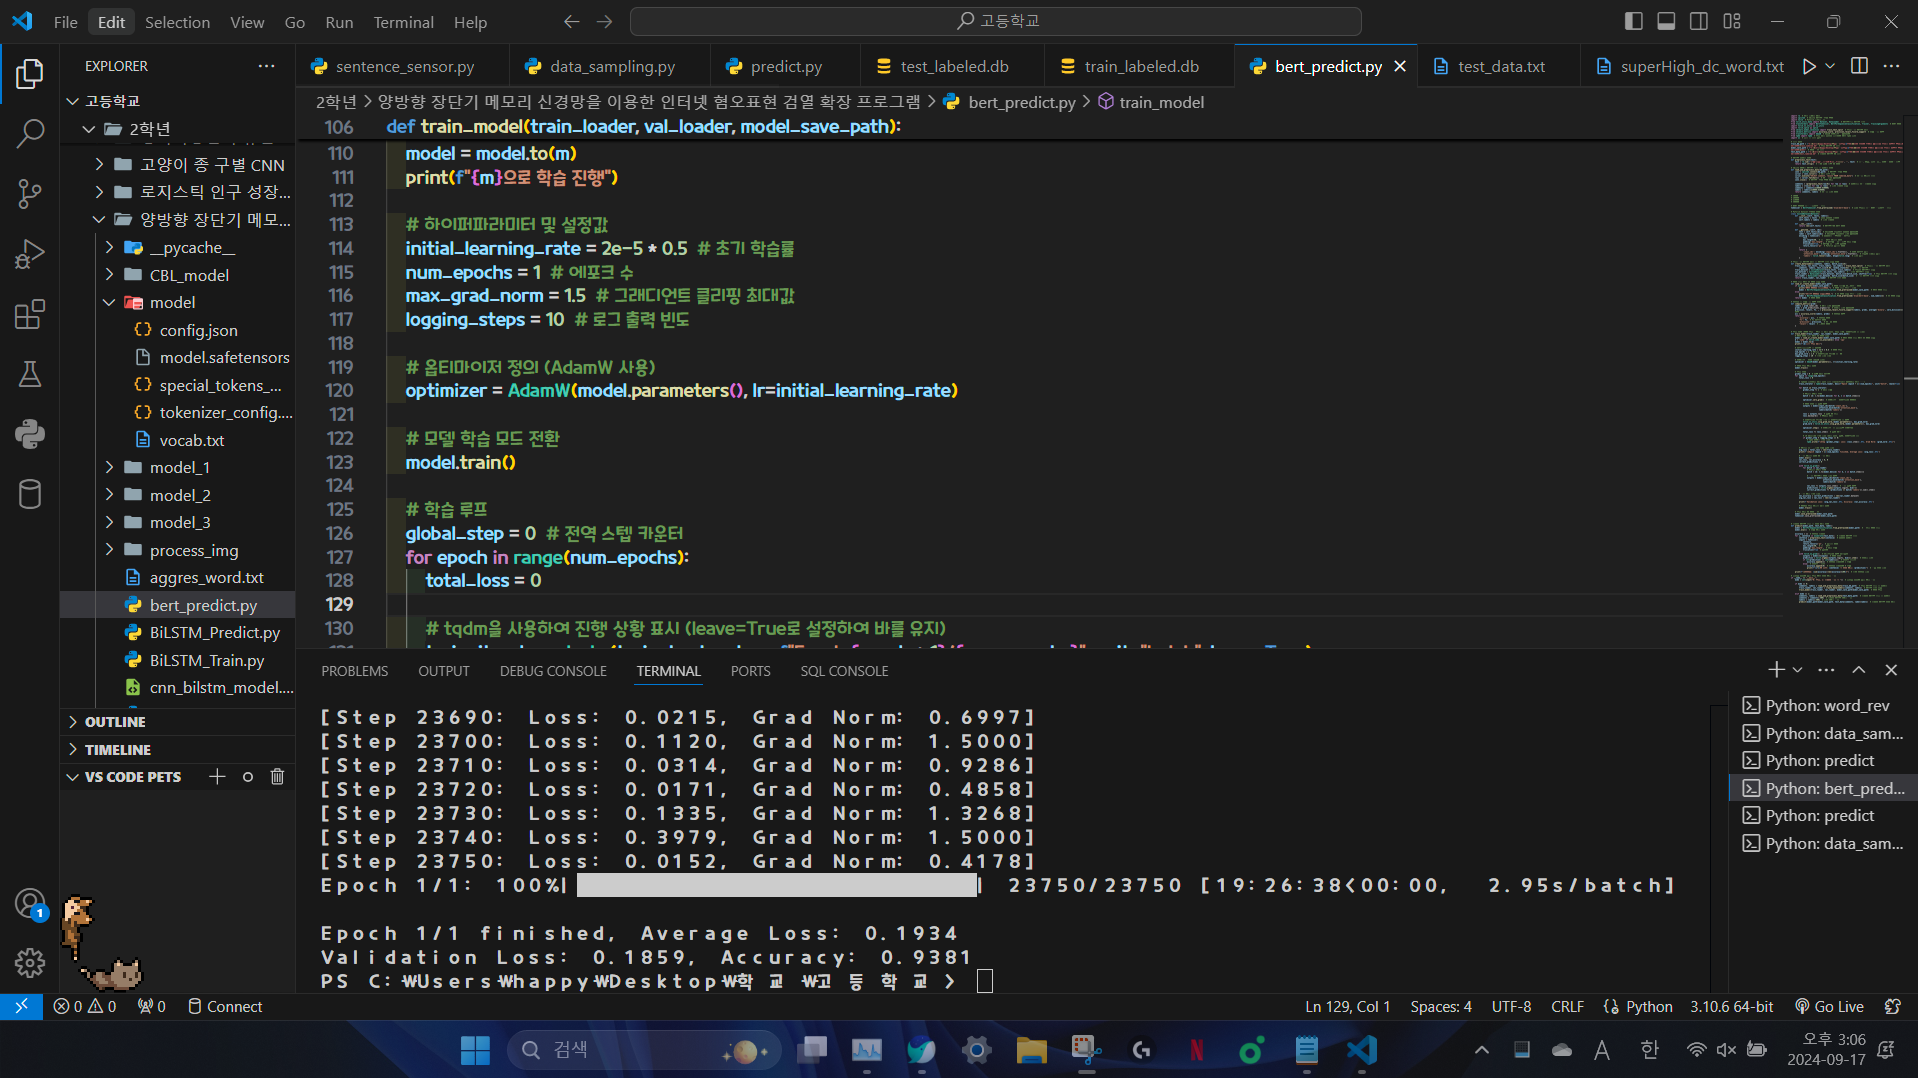 File Edit Selection View Go Run Terminal Help
고등학교
EXPLORER
고등학교
2학년
고양이 종 구별 CNN
로지스틱 인구 성장...
양방향 장단기 메모...
__pycache__
CBL_model
model
config.json
model.safetensors
special_tokens_...
tokenizer_config....
vocab.txt
model_1
model_2
model_3
process_img
aggres_word.txt
bert_predict.py
BiLSTM_Predict.py
BiLSTM_Train.py
cnn_bilstm_model....
OUTLINE
TIMELINE
VS CODE PETS
sentence_sensor.py data_sampling.py predict.py test_labeled.db train_labeled.db bert_predict.py test_data.txt superHigh_dc_word.txt
2학년 > 양방향 장단기 메모리 신경망을 이용한 인터넷 혐오표현 검열 확장 프로그램 > bert_predict.py > train_model
106 def train_model(train_loader, val_loader, model_save_path):
110 model = model.to(m)
111 print(f"{m}으로 학습 진행")
112
113 # 하이퍼파라미터 및 설정값
114 initial_learning_rate = 2e-5 * 0.5 # 초기 학습률
115 num_epochs = 1 # 에포크 수
116 max_grad_norm = 1.5 # 그래디언트 클리핑 최대값
117 logging_steps = 10 # 로그 출력 빈도
118
119 # 옵티마이저 정의 (AdamW 사용)
120 optimizer = AdamW(model.parameters(), lr=initial_learning_rate)
121
122 # 모델 학습 모드 전환
123 model.train()
124
125 # 학습 루프
126 global_step = 0 # 전역 스텝 카운터
127 for epoch in range(num_epochs):
128 total_loss = 0
129
130 # tqdm을 사용하여 진행 상황 표시 (leave=True로 설정하여 바를 유지)
PROBLEMS OUTPUT DEBUG CONSOLE TERMINAL PORTS SQL CONSOLE
[Step 23690: Loss: 0.0215, Grad Norm: 0.6997]
[Step 23700: Loss: 0.1120, Grad Norm: 1.5000]
[Step 23710: Loss: 0.0314, Grad Norm: 0.9286]
[Step 23720: Loss: 0.0171, Grad Norm: 0.4858]
[Step 23730: Loss: 0.1335, Grad Norm: 1.3268]
[Step 23740: Loss: 0.3979, Grad Norm: 1.5000]
[Step 23750: Loss: 0.0152, Grad Norm: 0.4178]
Epoch 1/1: 100%| | 23750/23750 [19:26:38<00:00, 2.95s/batch]
Epoch 1/1 finished, Average Loss: 0.1934
Validation Loss: 0.1859, Accuracy: 0.9381
PS C:₩Users₩happy₩Desktop₩학교₩고등학교>
Python: word_rev
Python: data_sam...
Python: predict
Python: bert_pred...
Python: predict
Python: data_sam...
1
0 0 0 Connect
Ln 129, Col 1 Spaces: 4 UTF-8 CRLF Python 3.10.6 64-bit Go Live
검색
A 한
오후 3:06
2024-09-17